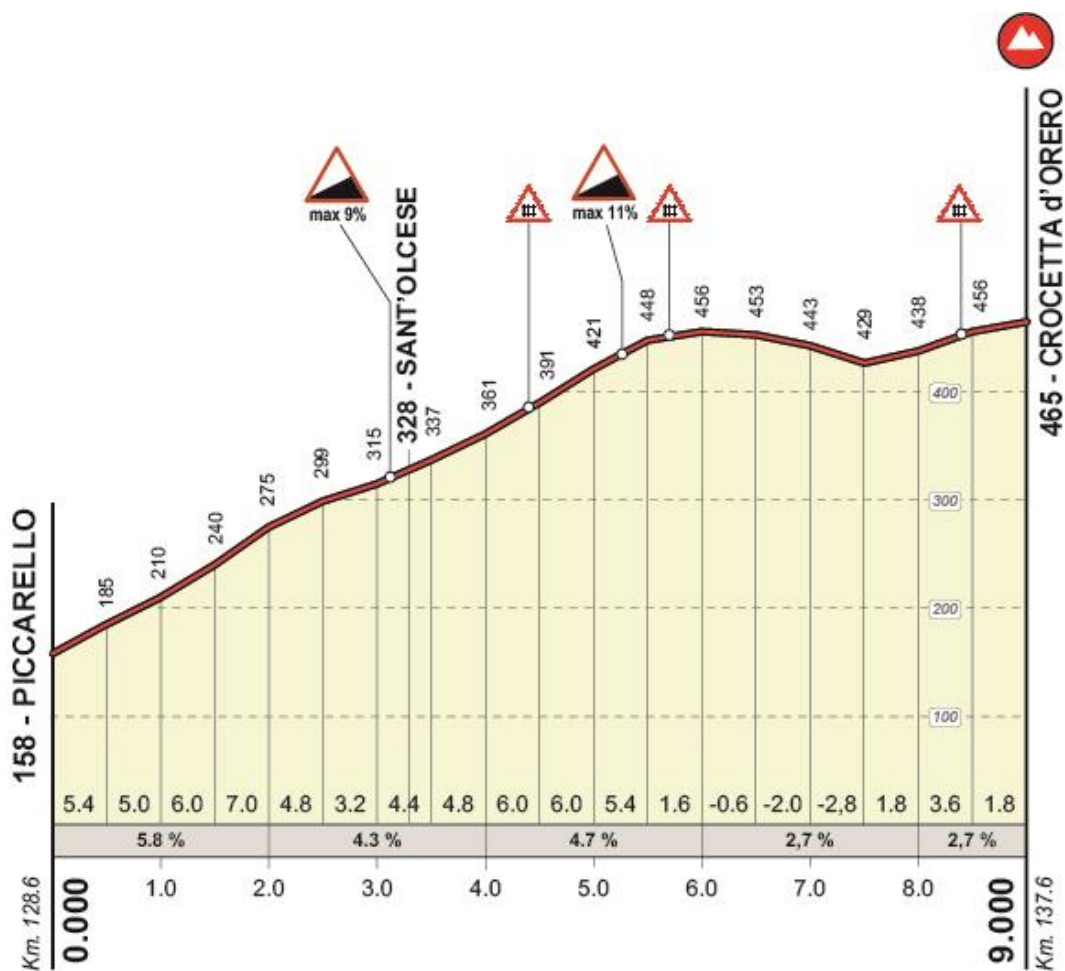 max 9%
max 11%
158 - PICCARELLO
185
210
240
275
299
315
328 - SANT'OLCESE
337
361
391
421
448
456
453
443
429
438
456
465 - CROCETTA d'ORERO
400
300
200
100
5.4 5.0 6.0 7.0 4.8 3.2 4.4 4.8 6.0 6.0 5.4 1.6 -0.6 -2.0 -2,8 1.8 3.6 1.8
5.8 % 4.3 % 4.7 % 2,7 % 2,7 %
Km. 128.6
0.000
1.0 2.0 3.0 4.0 5.0 6.0 7.0 8.0
9.000
Km. 137.6